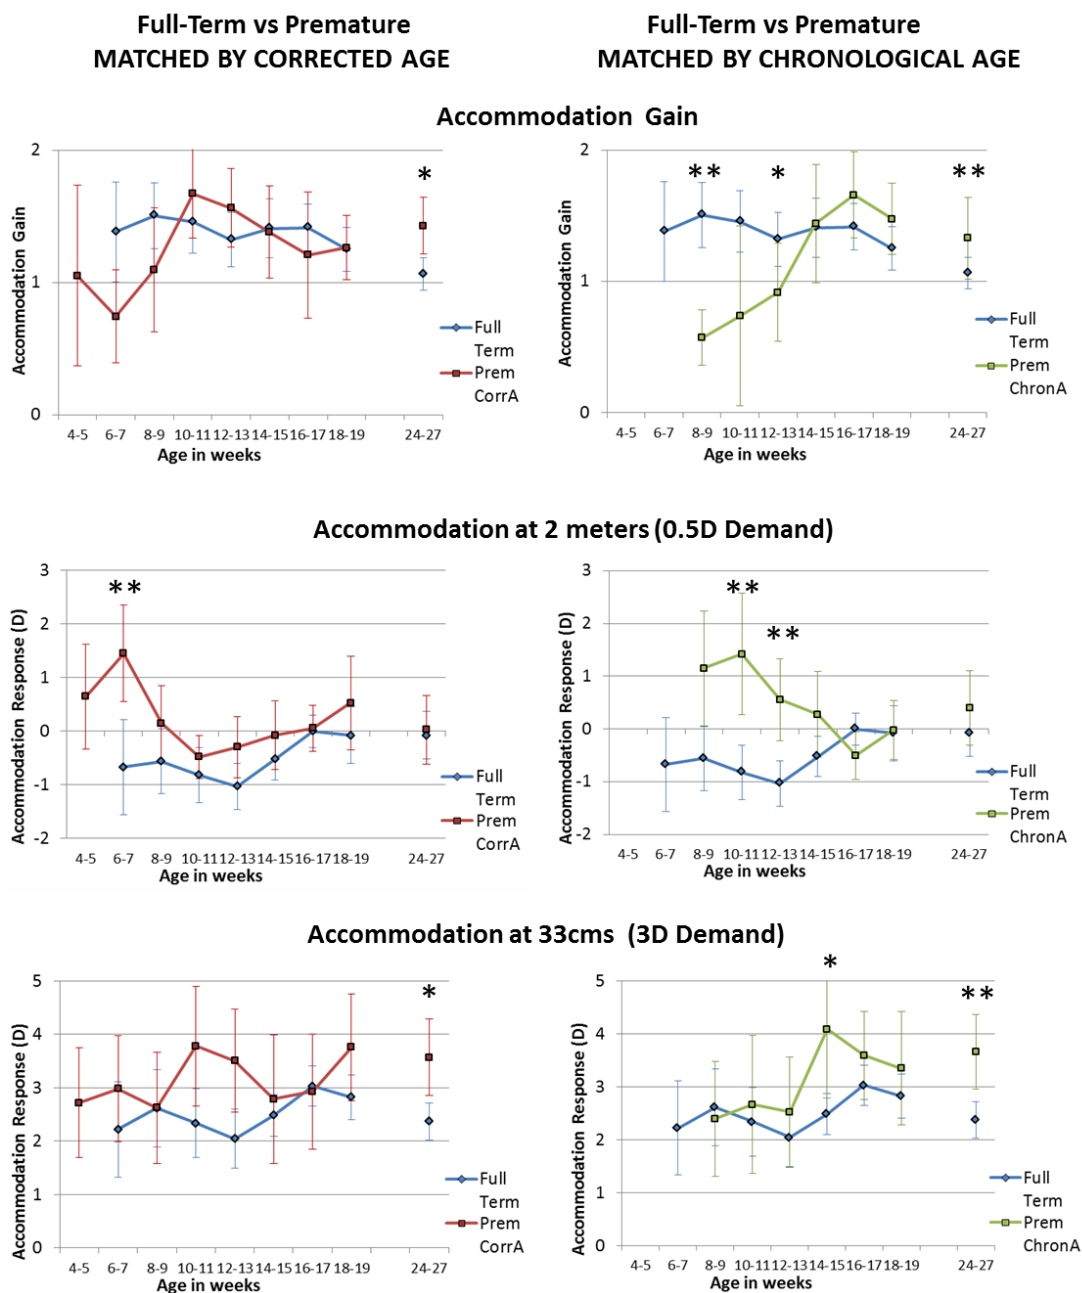 Full-Term vs Premature
MATCHED BY CORRECTED AGE
Full-Term vs Premature
MATCHED BY CHRONOLOGICAL AGE
Accommodation Gain
Accommodation Gain
2
1
0
*
4-5 6-7 8-9 10-11 12-13 14-15 16-17 18-19 24-27
Age in weeks
Full
Term
Prem
CorrA
Accommodation Gain
2
1
0
** * **
4-5 6-7 8-9 10-11 12-13 14-15 16-17 18-19 24-27
Age in weeks
Full
Term
Prem
ChronA
Accommodation at 2 meters (0.5D Demand)
Accommodation Response (D)
3
2
1
0
-1
-2
**
4-5 6-7 8-9 10-11 12-13 14-15 16-17 18-19 24-27
Age in weeks
Full
Term
Prem
CorrA
Accommodation Response (D)
3
2
1
0
-1
-2
**
**
4-5 6-7 8-9 10-11 12-13 14-15 16-17 18-19 24-27
Age in weeks
Full
Term
Prem
ChronA
Accommodation at 33cms (3D Demand)
Accommodation Response (D)
5
4
3
2
1
0
*
4-5 6-7 8-9 10-11 12-13 14-15 16-17 18-19 24-27
Age in weeks
Full
Term
Prem
CorrA
Accommodation Response (D)
5
4
3
2
1
0
*
**
4-5 6-7 8-9 10-11 12-13 14-15 16-17 18-19 24-27
Age in weeks
Full
Term
Prem
ChronA